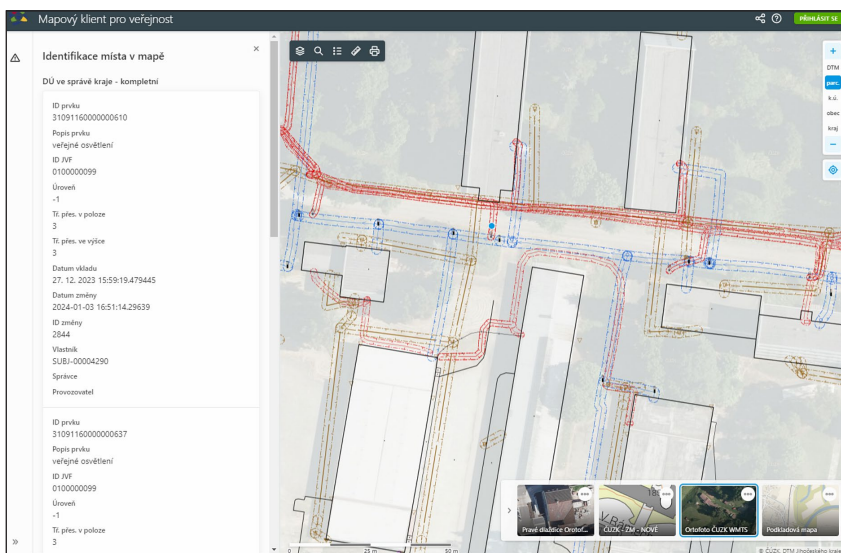 Mapový klient pro veřejnost
PŘIHLÁSIT SE
Identifikace místa v mapě
×
DÚ ve správě kraje - kompletní
ID prvku
31091160000000610
Popis prvku
veřejné osvětlení
ID JVF
0100000099
Úroveň
-1
Tř. přes. v poloze
3
Tř. přes. ve výšce
3
Datum vkladu
27. 12. 2023 15:59:19.479445
Datum změny
2024-01-03 16:51:14.29639
ID změny
2844
Vlastník
SUBJ-00004290
Správce
Provozovatel
ID prvku
31091160000000637
Popis prvku
veřejné osvětlení
ID JVF
0100000099
Úroveň
-1
Tř. přes. v poloze
3
+
DTM
parc.
k.ú.
obec
kraj
−
Pravé dlaždice Orotof...
ČÚZK - ZM - NOVÉ
Ortofoto ČÚZK WMTS
Podkladová mapa
0 25 m 50 m
© ČÚZK, DTM Jihočeského kraje